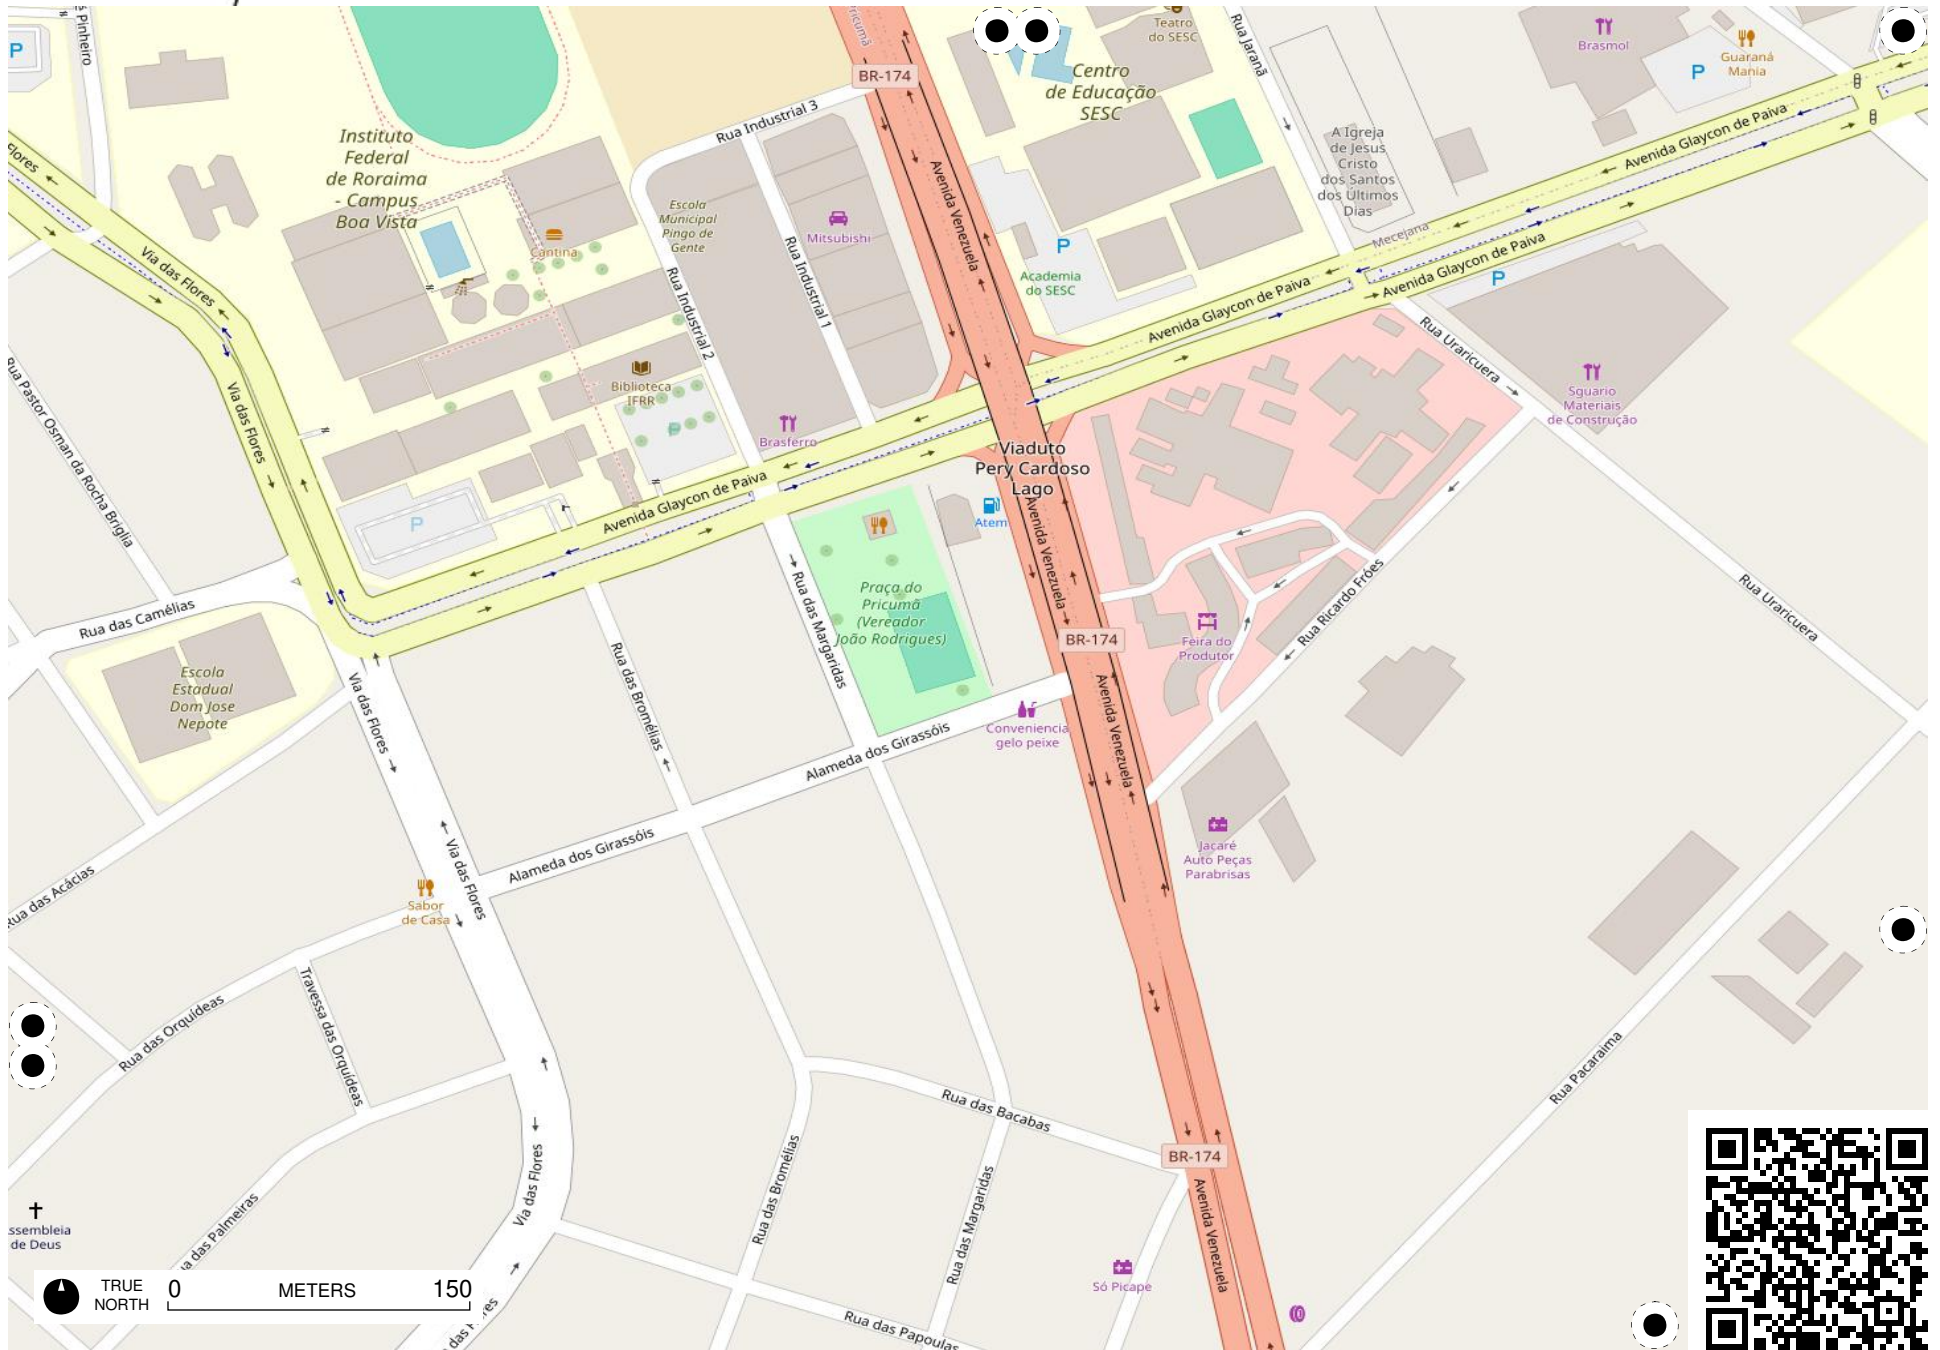 Pinheiro
P
BR-174
Teatro
do SESC
Rua Jaranã
Brasmol
P
Guaraná
Mania
Centro
de Educação
SESC
Rua Industrial 3
Instituto
Federal
de Roraima
- Campus
Boa Vista
A Igreja
de Jesus
Cristo
dos Santos
dos Últimos
Dias
Avenida Glaycon de Paiva
Flores
Escola
Municipal
Pingo de
Gente
Mitsubishi
Avenida Venezuela
Mecejana
Cantina
P
Academia
do SESC
Avenida Glaycon de Paiva
P
Via das Flores
Rua Industrial 1
Rua Industrial 2
Avenida Glaycon de Paiva
Rua Uraricuera
Sguario
Materiais
de Construção
Biblioteca
IFRR
P
Brasferro
Via das Flores
Rua Pastor Osman da Rocha Briglia
Viaduto
Pery Cardoso
Lago
Avenida Glaycon de Paiva
P
Atem
Avenida Venezuela
Praça do
Pricumã
(Vereador
João Rodrigues)
Rua das Margaridas
Rua Ricardo Fróes
Rua Uraricuera
Rua das Camélias
BR-174
Feira do
Produtor
Escola
Estadual
Dom Jose
Nepote
Via das Flores
Rua das Bromélias
Avenida Venezuela
Conveniencia
gelo peixe
Alameda dos Girassóis
Jacaré
Auto Peças
Parabrisas
Alameda dos Girassóis
Via das Flores
Rua das Acácias
Sabor
de Casa
Rua das Orquídeas
Travessa das Orquídeas
Rua Pacaraima
Rua das Bacabas
BR-174
Via das Flores
Rua das Bromélias
Rua das Margaridas
Avenida Venezuela
ssembleia
de Deus
ua das Palmeiras
Só Picape
TRUE
NORTH
0 METERS 150
das Flores
Rua das Papoulas